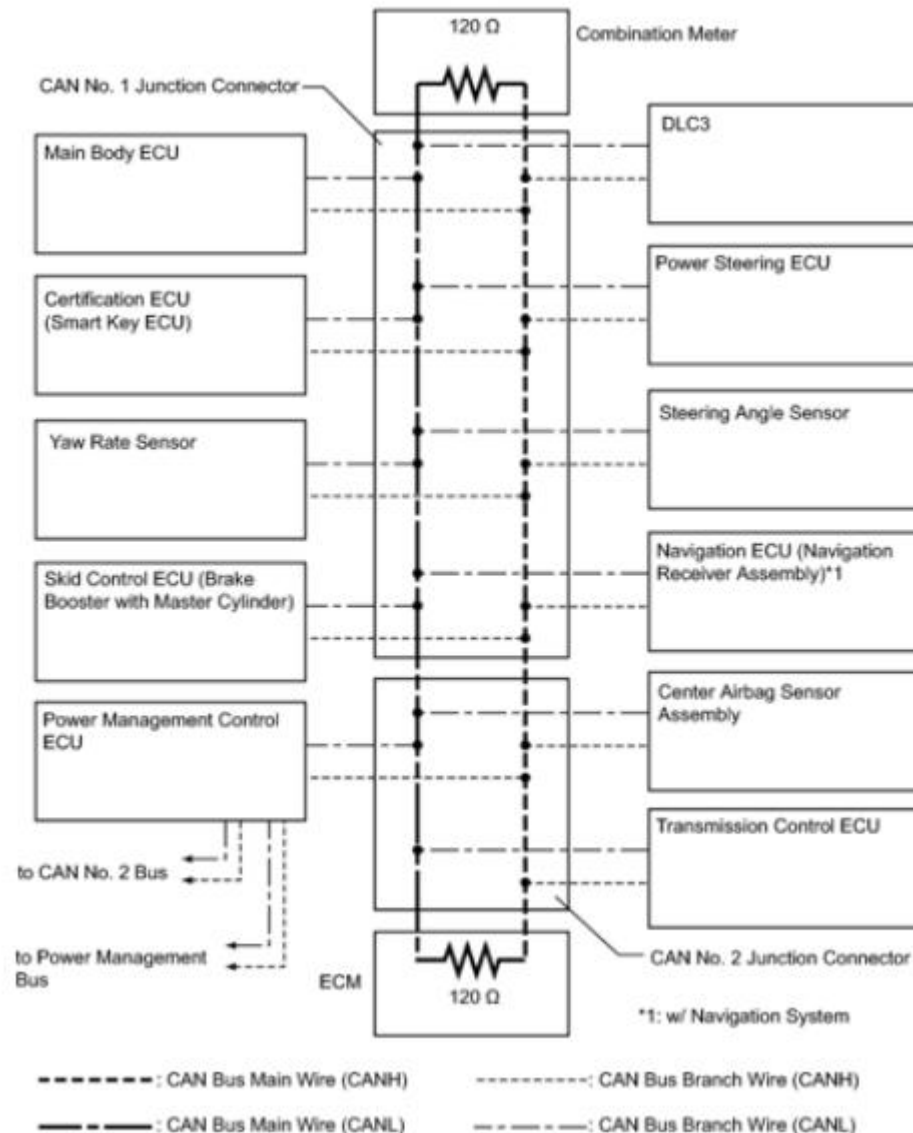 120 Ω
Combination Meter
CAN No. 1 Junction Connector
DLC3
Main Body ECU
Power Steering ECU
Certification ECU
(Smart Key ECU)
Steering Angle Sensor
Yaw Rate Sensor
Navigation ECU (Navigation
Receiver Assembly)*1
Skid Control ECU (Brake
Booster with Master Cylinder)
Center Airbag Sensor
Assembly
Power Management Control
ECU
Transmission Control ECU
to CAN No. 2 Bus
to Power Management
Bus
CAN No. 2 Junction Connector
ECM
120 Ω
*1: w/ Navigation System
: CAN Bus Main Wire (CANH)
: CAN Bus Branch Wire (CANH)
: CAN Bus Main Wire (CANL)
: CAN Bus Branch Wire (CANL)